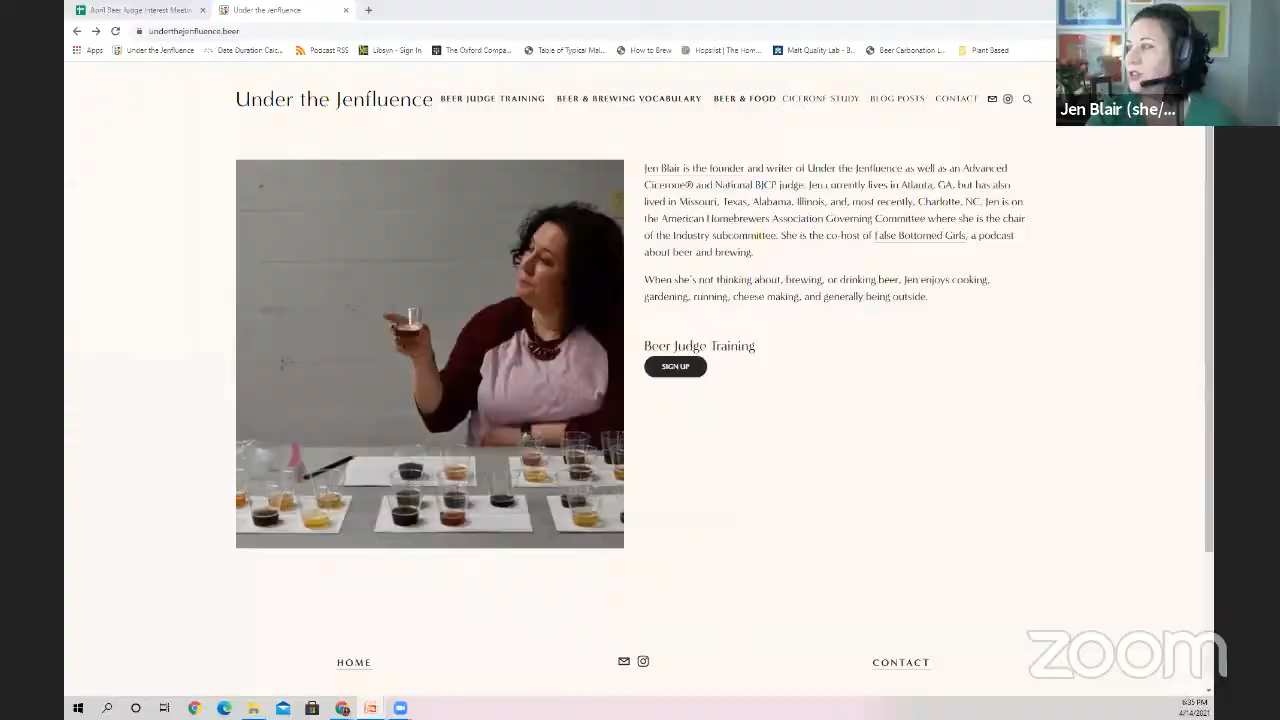 April Beer Judge Interest Meetin
Under the Jenfluence
underthejenfluence.beer
Apps
Under the Jenfluence
Date Duration Calc...
Podcast RSS
Libsyn - Sign In
The Oxford Compa...
Table of Typical Mal...
How to Brew
Hopslist | The Hom...
Malt Quality Lab - B...
Beer Carbonation L...
Plant Based
Jen Blair (she/...
Under the Jenfluence
BEER JUDGE TRAINING
BEER & BREWING VOCABULARY
BEER & FOOD
CICERONE STUDY
BLOG POSTS
CONTACT
Jen Blair is the founder and writer of Under the Jenfluence as well as an Advanced
Cicerone® and National BJCP judge. Jen currently lives in Atlanta, GA, but has also
lived in Missouri, Texas, Alabama, Illinois, and, most recently, Charlotte, NC. Jen is on
the American Homebrewers Association Governing Committee where she is the chair
of the Industry subcommittee. She is the co-host of False Bottomed Girls, a podcast
about beer and brewing.
When she's not thinking about, brewing, or drinking beer, Jen enjoys cooking,
gardening, running, cheese making, and generally being outside.
Beer Judge Training
SIGN UP
HOME
CONTACT
zoom
6:35 PM
4/14/2021